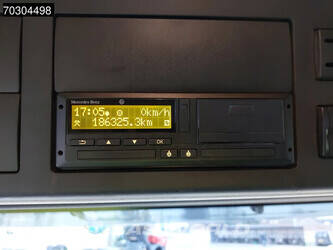 70304498
Mercedes-Benz
17:05 0km/h
186325.3km
OK